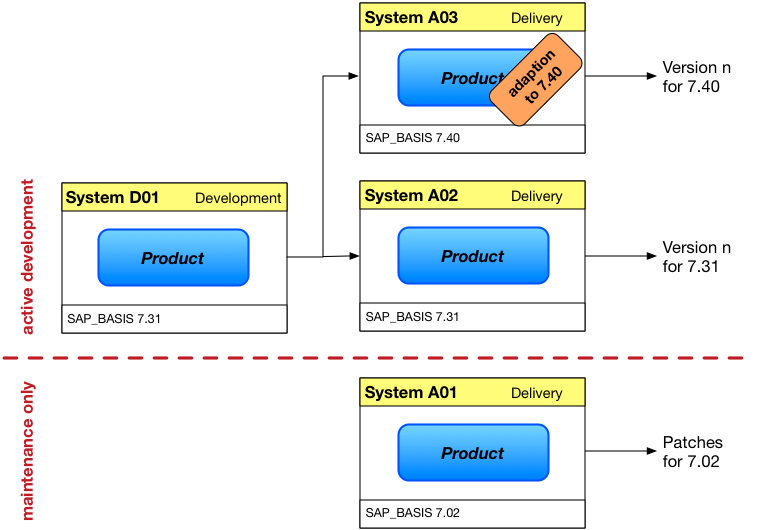 System A03 Delivery
Product
adaption
to 7.40
SAP_BASIS 7.40
Version n
for 7.40
active development
System D01 Development
Product
SAP_BASIS 7.31
System A02 Delivery
Product
SAP_BASIS 7.31
Version n
for 7.31
maintenance only
System A01 Delivery
Product
SAP_BASIS 7.02
Patches
for 7.02